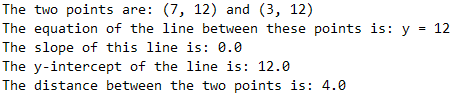 The two points are: (7, 12) and (3, 12)
The equation of the line between these points is: y = 12
The slope of this line is: 0.0
The y-intercept of the line is: 12.0
The distance between the two points is: 4.0